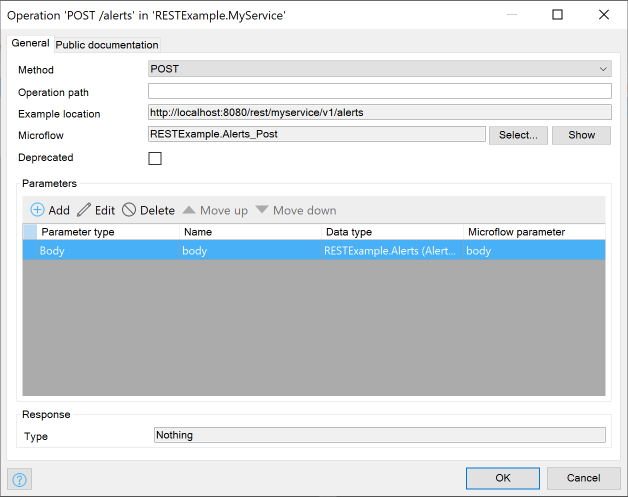 Operation 'POST /alerts' in 'RESTExample.MyService'
General Public documentation
Method POST
Operation path
Example location http://localhost:8080/rest/myservice/v1/alerts
Microflow RESTExample.Alerts_Post Select... Show
Deprecated
Parameters
Add Edit Delete Move up Move down
Parameter type Name Data type Microflow parameter
Body body RESTExample.Alerts (Alert... body
Response
Type Nothing
? OK Cancel